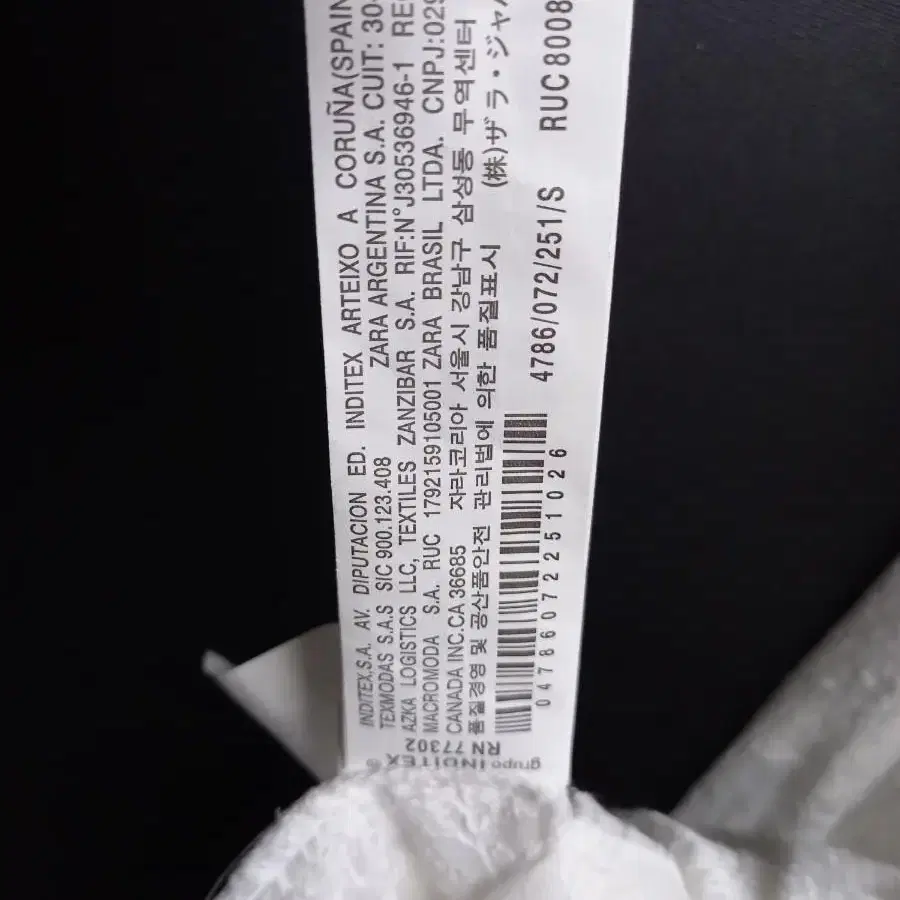 INDITEX,S.A. AV. DIPUTACION ED. INDITEX ARTEIXO A CORUÑA(SPAIN
TEXMODAS S.A.S SIC 900.123.408 ZARA ARGENTINA S.A. CUIT: 30-
AZKA LOGISTICS LLC, TEXTILES ZANZIBAR S.A. RIF:N°J30536946-1 RE
MACROMODA S.A. RUC 1792159105001 ZARA BRASIL LTDA. CNPJ:029
CANADA INC.CA 36685 자라코리아 서울시 강남구 삼성동 무역센터
품질경영 및 공산품안전 관리법에 의한 품질표시 (株)ザラ・ジャパ
4786/072/251/S RUC 8008
04786072251026
RN 77302
grupo INDITEX ®